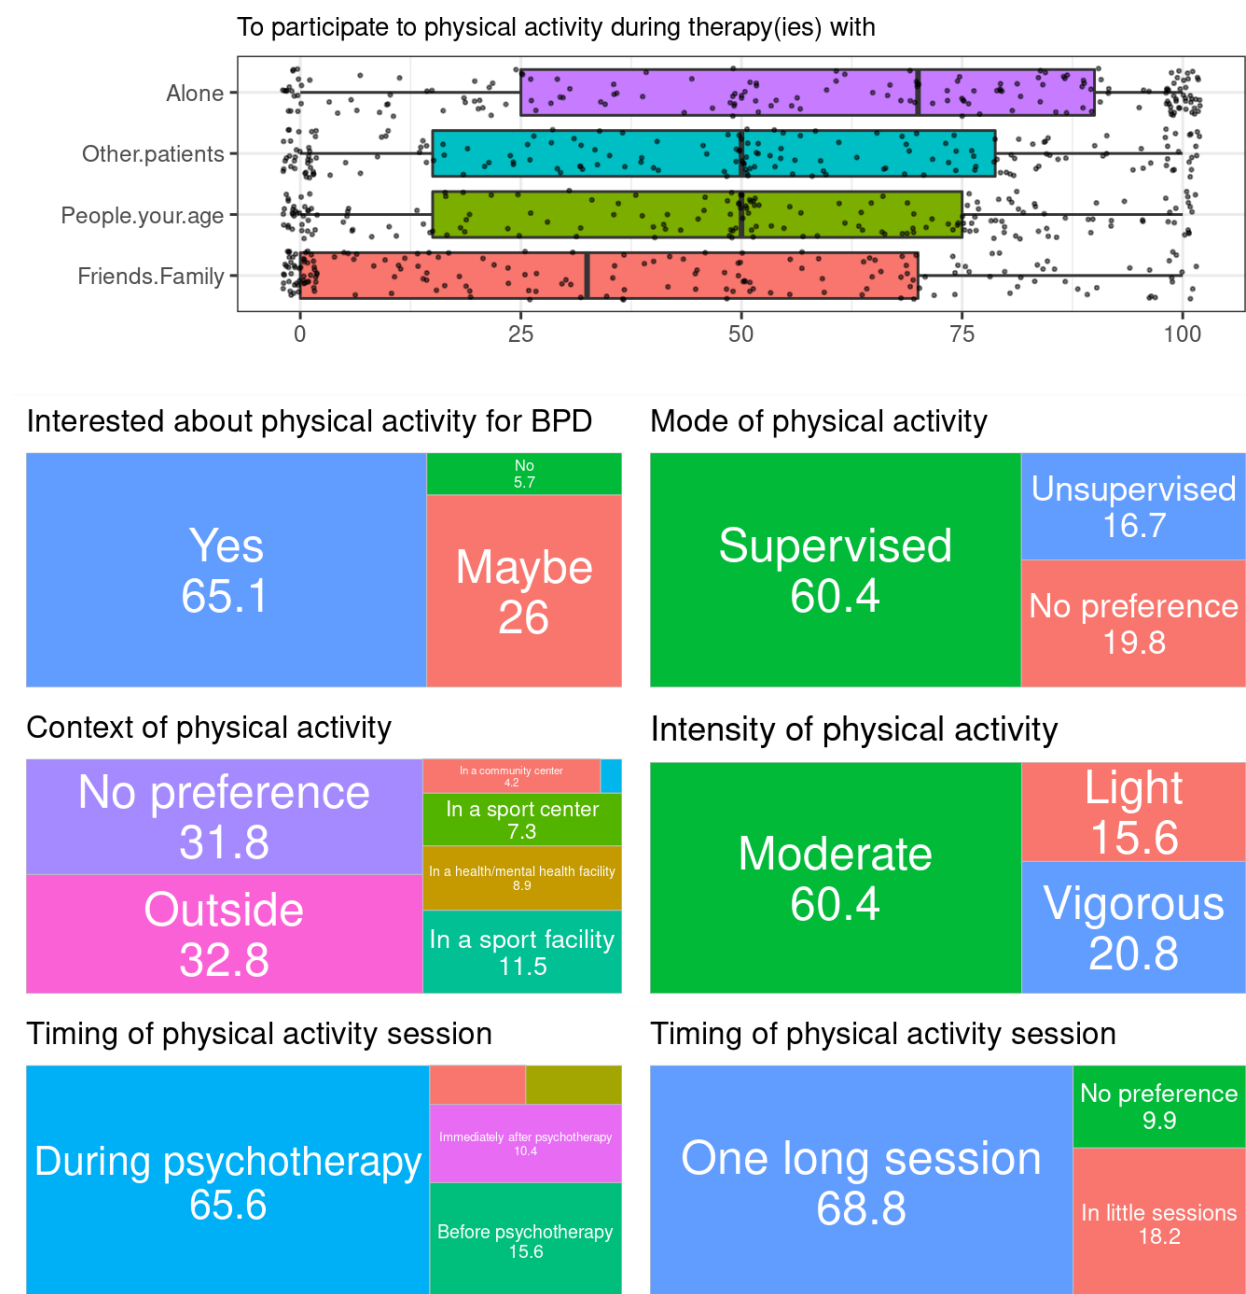 To participate to physical activity during therapy(ies) with
Alone
Other.patients
People.your.age
Friends.Family
0 25 50 75 100
Interested about physical activity for BPD
Yes
65.1
No
5.7
Maybe
26
Mode of physical activity
Supervised
60.4
Unsupervised
16.7
No preference
19.8
Context of physical activity
No preference
31.8
Outside
32.8
In a community center
4.2
In a sport center
7.3
In a health/mental health facility
8.9
In a sport facility
11.5
Intensity of physical activity
Moderate
60.4
Light
15.6
Vigorous
20.8
Timing of physical activity session
During psychotherapy
65.6
Immediately after psychotherapy
10.4
Before psychotherapy
15.6
Timing of physical activity session
One long session
68.8
No preference
9.9
In little sessions
18.2